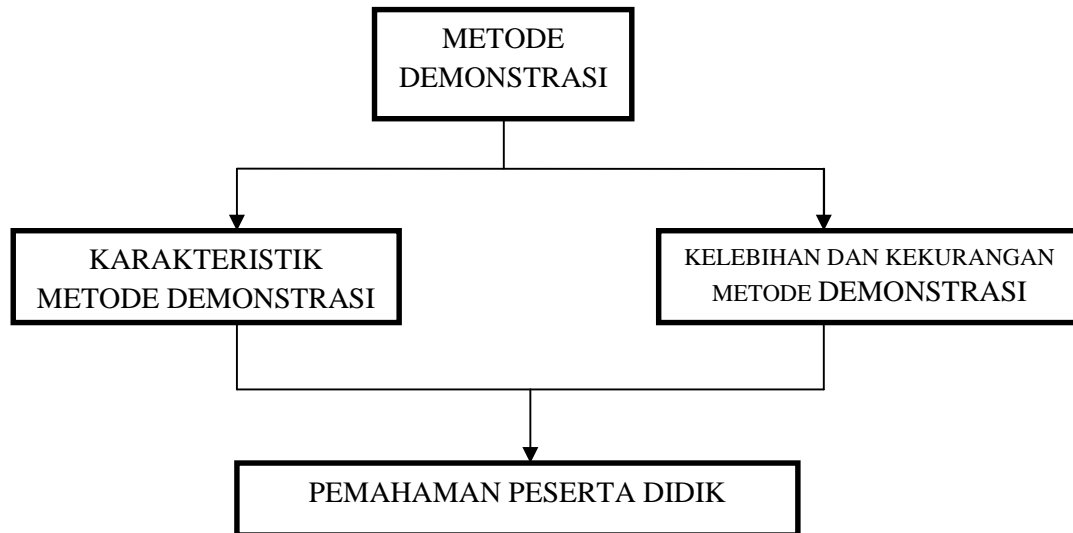 METODE
DEMONSTRASI
KARAKTERISTIK
METODE DEMONSTRASI
KELEBIHAN DAN KEKURANGAN
METODE DEMONSTRASI
PEMAHAMAN PESERTA DIDIK